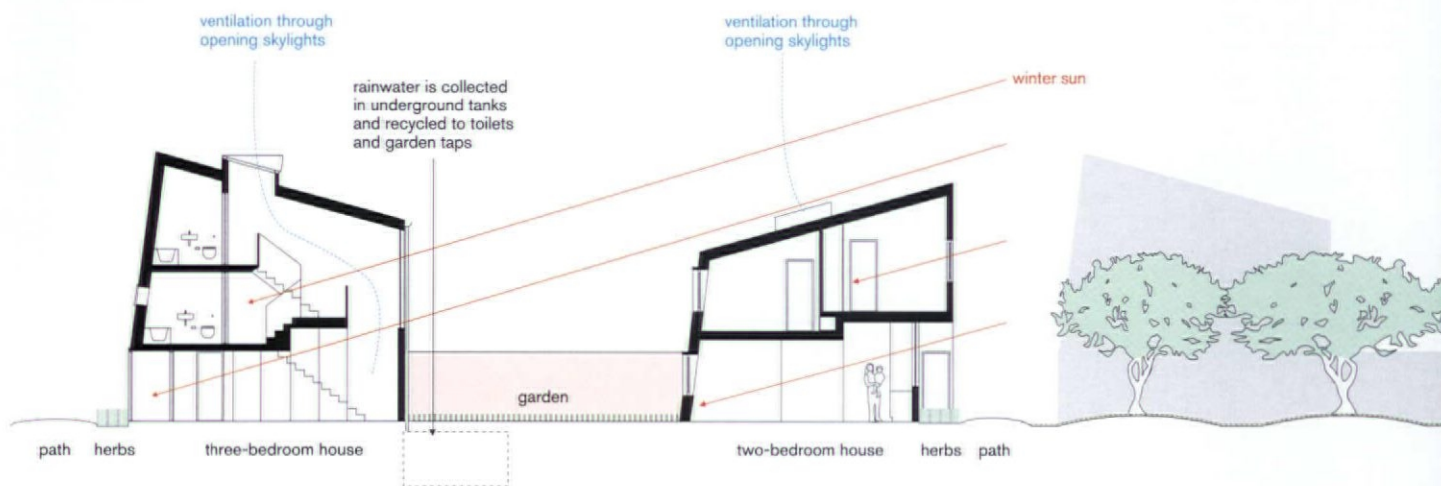 ventilation through
opening skylights
ventilation through
opening skylights
rainwater is collected
in underground tanks
and recycled to toilets
and garden taps
winter sun
garden
path
herbs
three-bedroom house
two-bedroom house
herbs
path